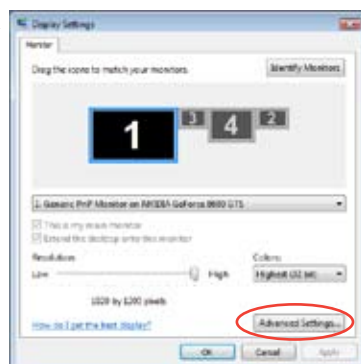 Display Settings
Monitor
Drag the icons to match your monitors.
Identify Monitors
1
3
4
2
1. Generic PnP Monitor on NVIDIA GeForce 8600 GTS
This is my main monitor
Extend the desktop onto this monitor
Resolution:
Colors:
Low
High
Highest (32 bit)
1920 by 1200 pixels
How do I get the best display?
Advanced Settings...
OK
Cancel
Apply